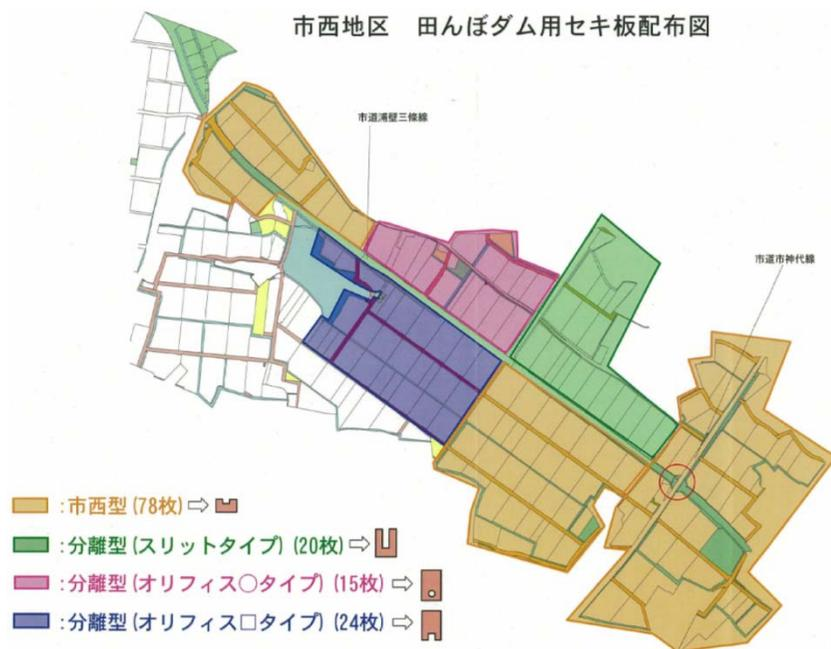 市西地区 田んぼダム用セキ板配布図
市道浦壁三條線
市道市神代線
:市西型(78枚)⇨
:分離型(スリットタイプ)(20枚)⇨
:分離型(オリフィス○タイプ)(15枚)⇨
:分離型(オリフィス□タイプ)(24枚)⇨